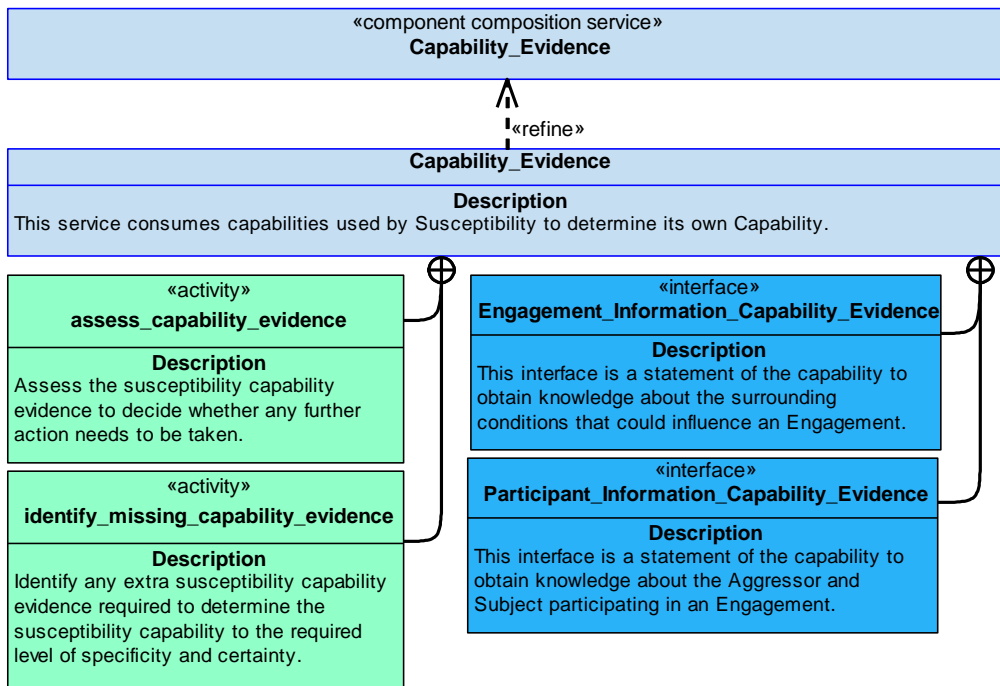 «component composition service»
Capability_Evidence
«refine»
Capability_Evidence
Description
This service consumes capabilities used by Susceptibility to determine its own Capability.
«activity»
assess_capability_evidence
Description
Assess the susceptibility capability
evidence to decide whether any further
action needs to be taken.
«activity»
identify_missing_capability_evidence
Description
Identify any extra susceptibility capability
evidence required to determine the
susceptibility capability to the required
level of specificity and certainty.
«interface»
Engagement_Information_Capability_Evidence
Description
This interface is a statement of the capability to
obtain knowledge about the surrounding
conditions that could influence an Engagement.
«interface»
Participant_Information_Capability_Evidence
Description
This interface is a statement of the capability to
obtain knowledge about the Aggressor and
Subject participating in an Engagement.